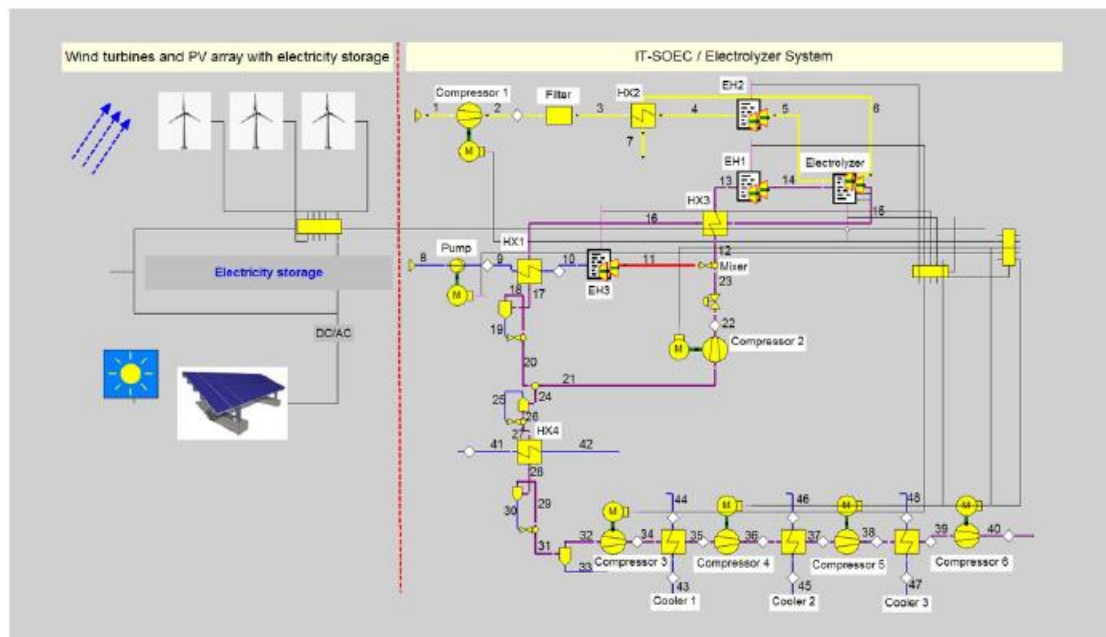 Wind turbines and PV array with electricity storage
IT-SOEC / Electrolyzer System
EH2
Compressor 1
Filter
HX2
1
2
3
4
5
6
7
M
EH1
Electrolyzer
13
14
15
HX3
16
HX1
Pump
8
9
10
11
12
Mixer
Electricity storage
M
17
EH3
23
18
19
22
M
Compressor 2
DC/AC
20
21
24
25
26
27
HX4
41
42
28
29
30
31
M
M
M
M
44
46
48
32
34
35
36
37
38
39
40
33
Compressor 3
Compressor 4
Compressor 5
Compressor 6
43
45
47
Cooler 1
Cooler 2
Cooler 3